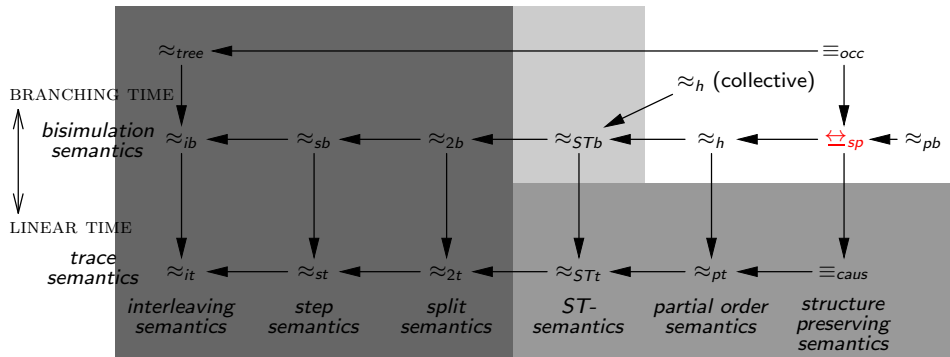 ≈tree ≡occ
≈h (collective)
BRANCHING TIME
bisimulation
semantics
≈ib ≈sb ≈2b ≈STb ≈h ↔sp ≈pb
LINEAR TIME
trace
semantics
≈it ≈st ≈2t ≈STt ≈pt ≡caus
interleaving
semantics
step
semantics
split
semantics
ST-
semantics
partial order
semantics
structure
preserving
semantics